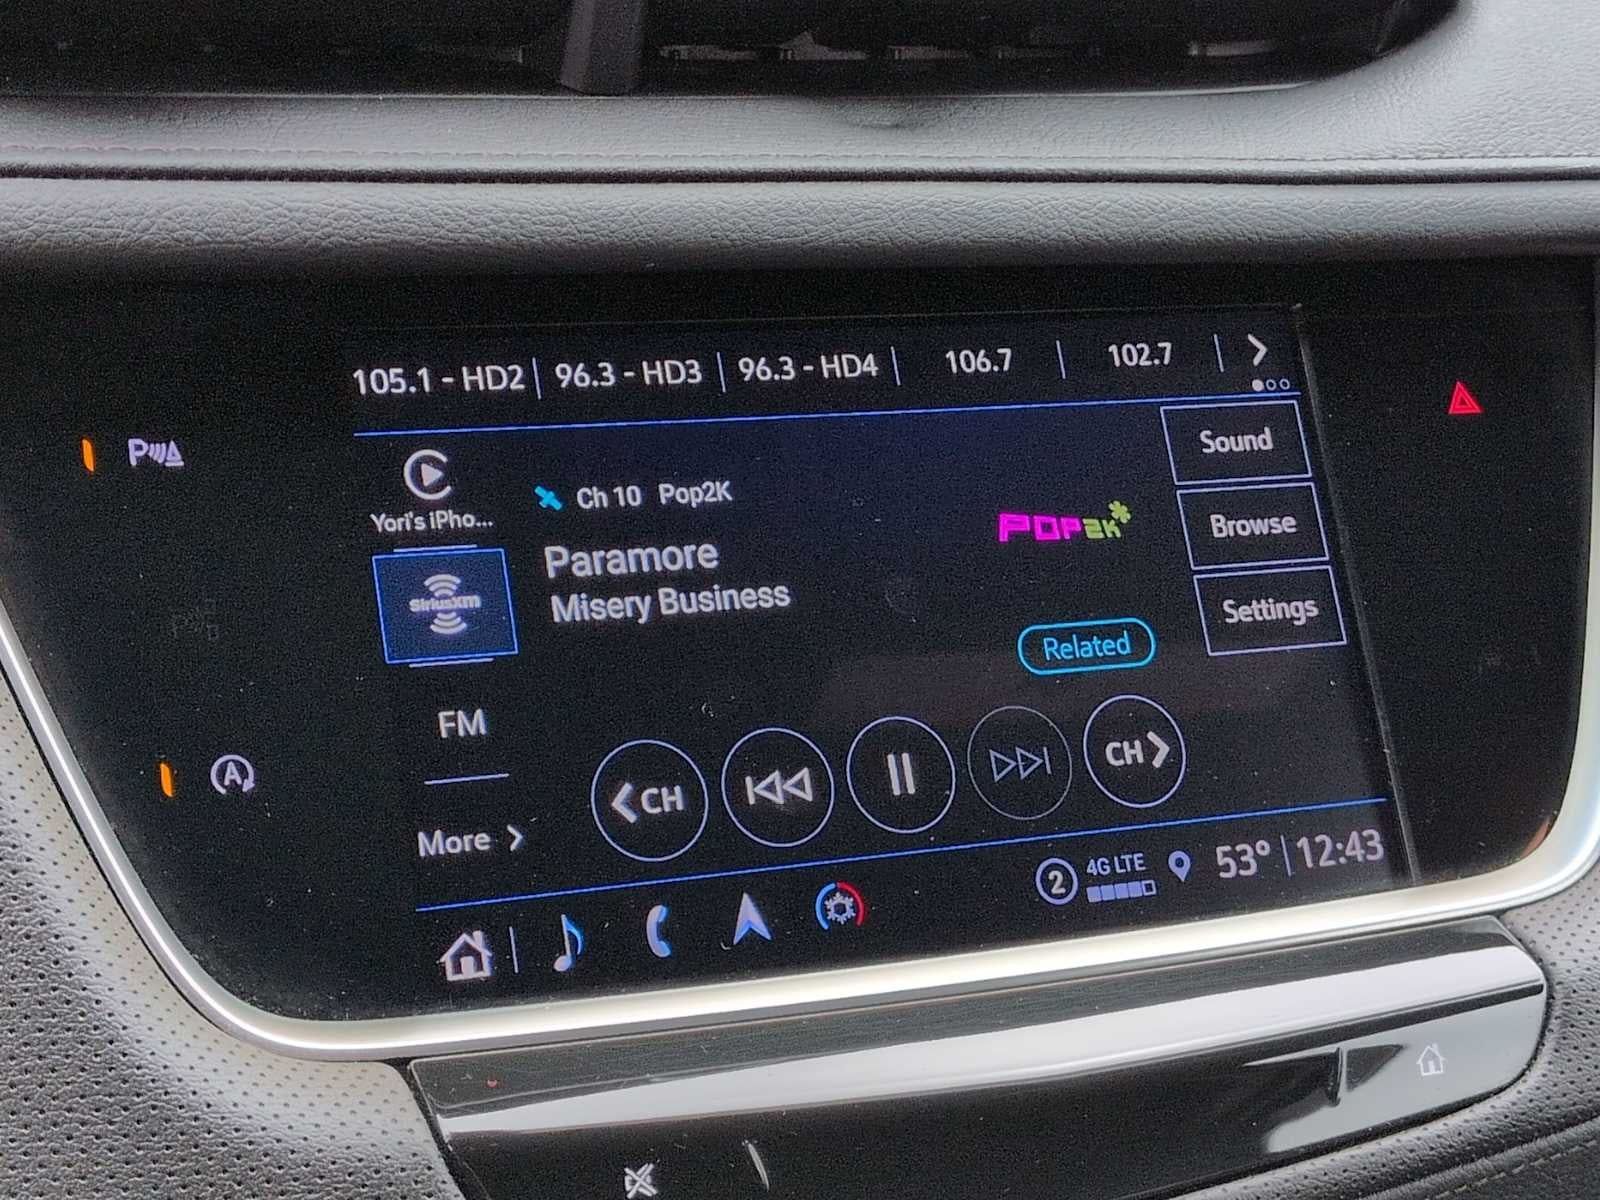 105.1 - HD2
96.3 - HD3
96.3 - HD4
106.7
102.7
Yori's iPho...
Ch 10 Pop2K
Paramore
Misery Business
POP2K
Sound
Browse
Settings
SiriusXM
Related
FM
More
CH
CH
2
4G LTE
53°
12:43
P
A